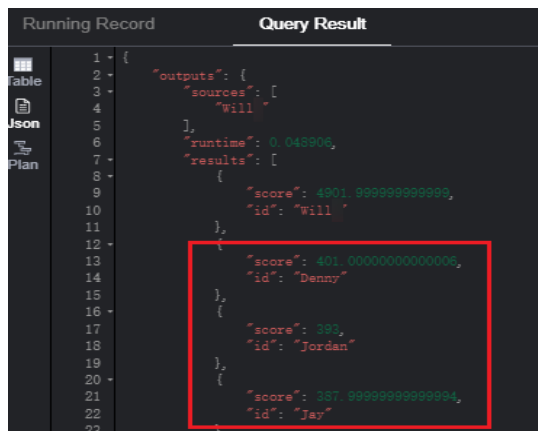 Running Record Query Result
Table
Json
Plan
1 {
2 "outputs": {
3 "sources": [
4 "Will "
5 ],
6 "runtime": 0.048906,
7 "results": [
8 {
9 "score": 4901.999999999999,
10 "id": "Will "
11 },
12 {
13 "score": 401.00000000000006,
14 "id": "Denny"
15 },
16 {
17 "score": 393,
18 "id": "Jordan"
19 },
20 {
21 "score": 387.99999999999994,
22 "id": "Jay"
23 }